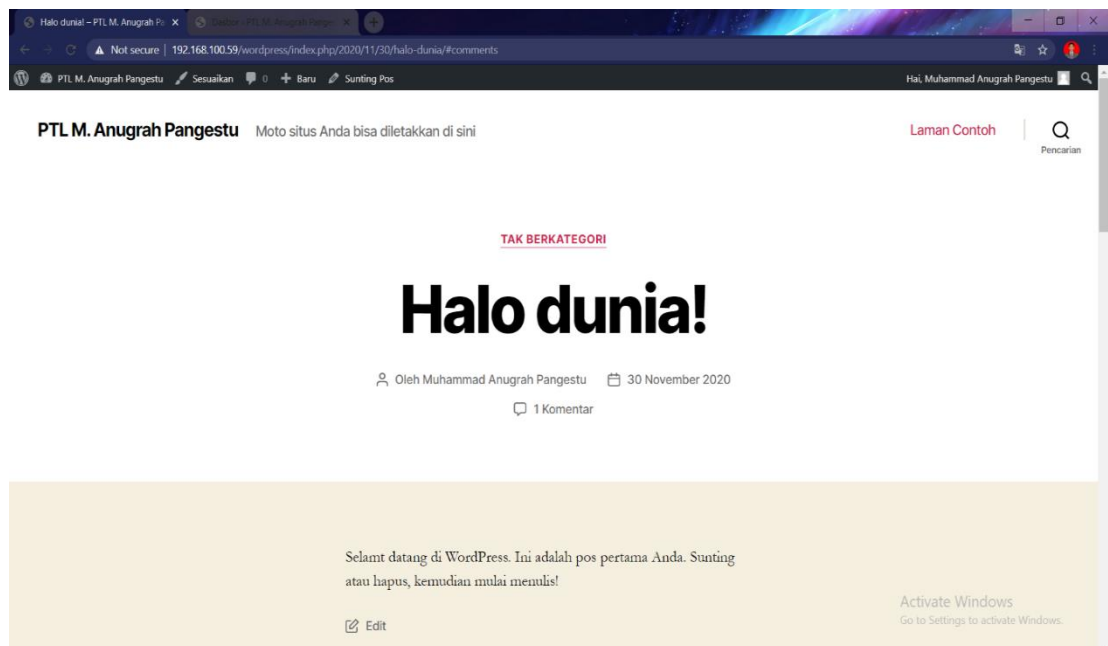 Halo dunia! – PTL M. Anugrah Pa
Not secure | 192.168.100.59/wordpress/index.php/2020/11/30/halo-dunia/#comments
PTL M. Anugrah Pangestu Sesuaikan 0 Baru Sunting Pos Hai, Muhammad Anugrah Pangestu
PTL M. Anugrah Pangestu Moto situs Anda bisa diletakkan di sini Laman Contoh
Pencarian
TAK BERKATEGORI
Halo dunia!
Oleh Muhammad Anugrah Pangestu 30 November 2020
1 Komentar
Selamt datang di WordPress. Ini adalah pos pertama Anda. Sunting
atau hapus, kemudian mulai menulis!
Edit
Activate Windows
Go to Settings to activate Windows.